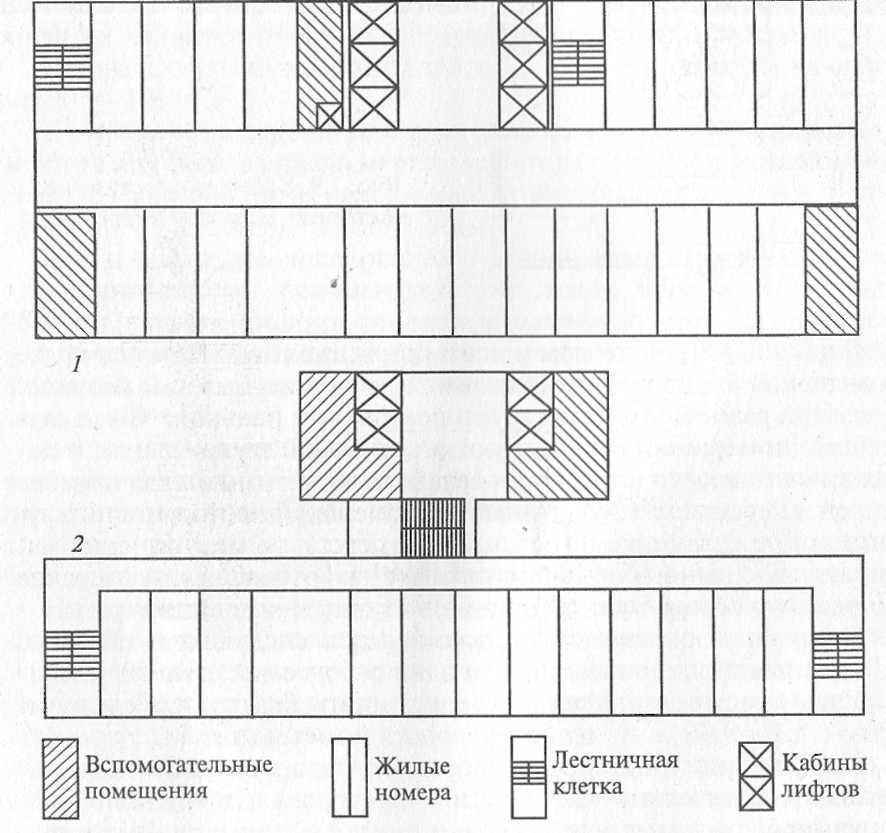 1
2
Вспомогательные
помещения
Жилые
номера
Лестничная
клетка
Кабины
лифтов